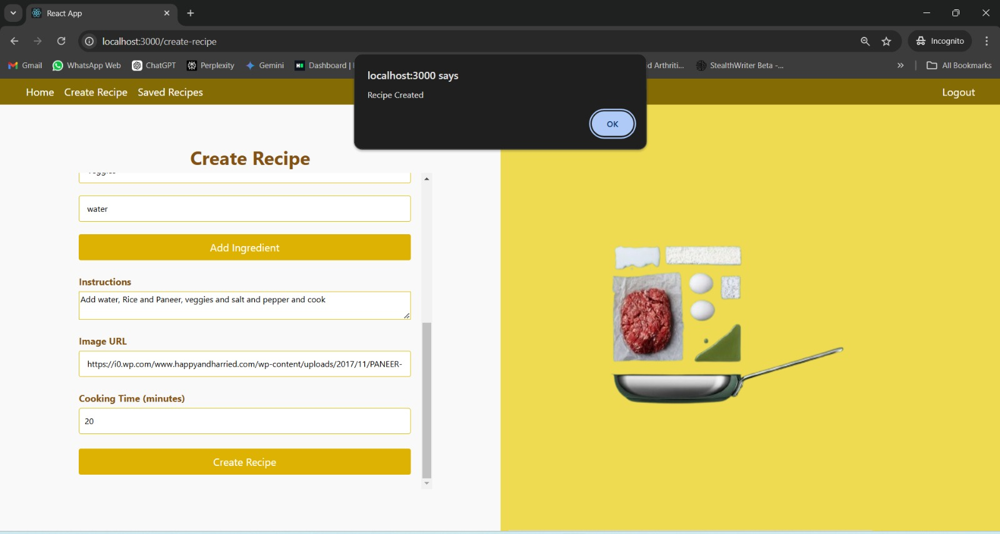 React App
localhost:3000/create-recipe
Incognito
Gmail
WhatsApp Web
ChatGPT
Perplexity
Gemini
Dashboard |
d Arthriti...
StealthWriter Beta -...
All Bookmarks
localhost:3000 says
Recipe Created
OK
Home
Create Recipe
Saved Recipes
Logout
Create Recipe
water
Add Ingredient
Instructions
Add water, Rice and Paneer, veggies and salt and pepper and cook
Image URL
https://i0.wp.com/www.happyandharried.com/wp-content/uploads/2017/11/PANEER-
Cooking Time (minutes)
20
Create Recipe